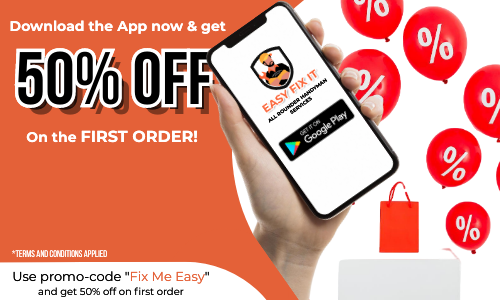 Download the App now & get
50% OFF
On the FIRST ORDER!
*TERMS AND CONDITIONS APPLIED
Use promo-code "Fix Me Easy"
and get 50% off on first order
EASY FIX IT
ALL ROUNDER HANDYMAN
SERVICES
GET IT ON
Google Play
%
%
%
%
%